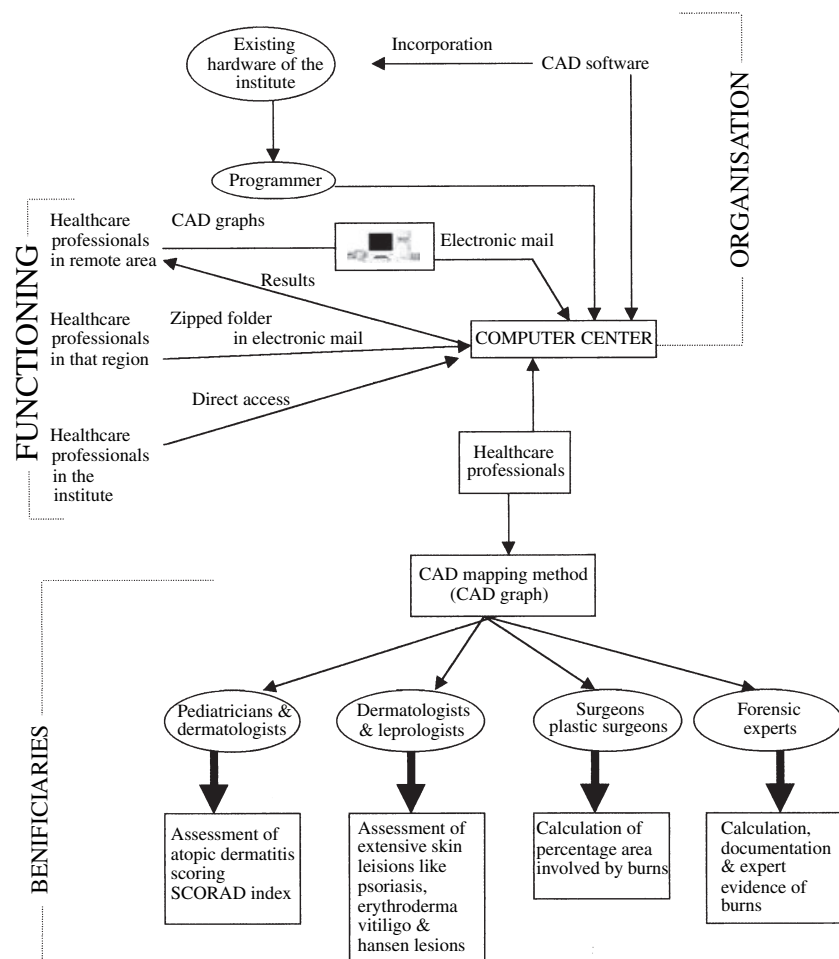 Existing
hardware of the
institute
Incorporation
CAD software
ORGANISATION
Programmer
FUNCTIONING
Healthcare
professionals
in remote area
CAD graphs
Electronic mail
Results
Healthcare
professionals
in that region
Zipped folder
in electronic mail
COMPUTER CENTER
Direct access
Healthcare
professionals
in the
institute
Healthcare
professionals
CAD mapping method
(CAD graph)
BENIFICIARIES
Pediatricians &
dermatologists
Dermatologists
& leprologists
Surgeons
plastic surgeons
Forensic
experts
Assessment of
atopic dermatitis
scoring
SCORAD index
Assessment of
extensive skin
leisions like
psoriasis,
erythroderma
vitiligo &
hansen lesions
Calculation of
percentage area
involved by burns
Calculation,
documentation
& expert
evidence of
burns